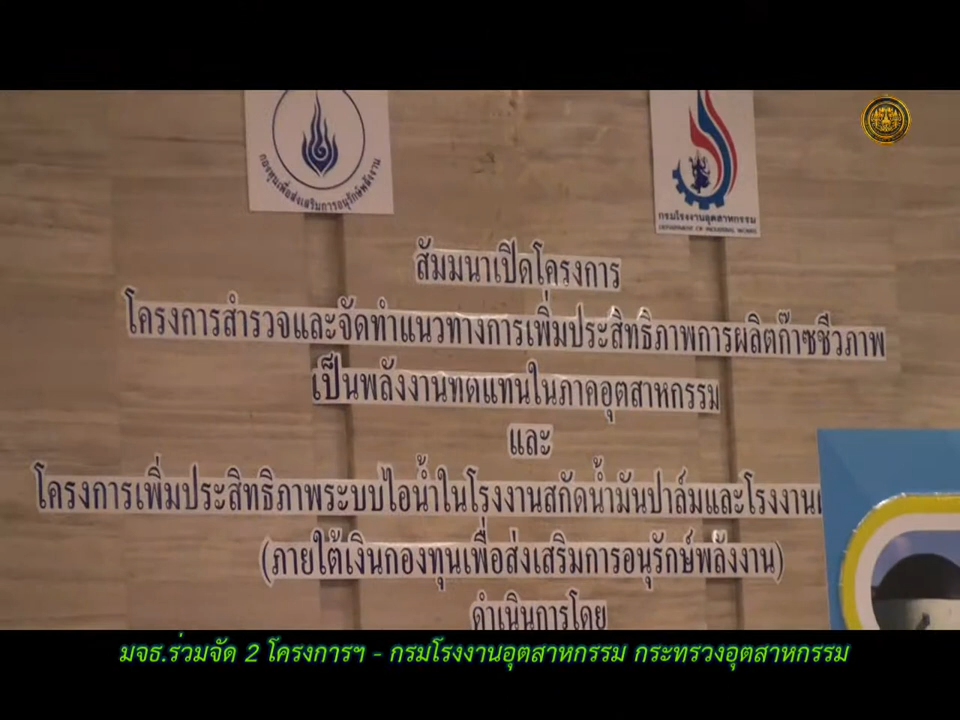 กองทุนเพื่อส่งเสริมการอนุรักษ์พลังงาน
กรมโรงงานอุตสาหกรรม
DEPARTMENT OF INDUSTRIAL WORKS
สัมมนาเปิดโครงการ
โครงการสำรวจและจัดทำแนวทางการเพิ่มประสิทธิภาพการผลิตก๊าซชีวภาพ
เป็นพลังงานทดแทนในภาคอุตสาหกรรม
และ
โครงการเพิ่มประสิทธิภาพระบบไอน้ำในโรงงานสกัดน้ำมันปาล์มและโรงงาน
(ภายใต้เงินกองทุนเพื่อส่งเสริมการอนุรักษ์พลังงาน)
ดำเนินการโดย
มจธ.ร่วมจัด 2 โครงการฯ - กรมโรงงานอุตสาหกรรม กระทรวงอุตสาหกรรม